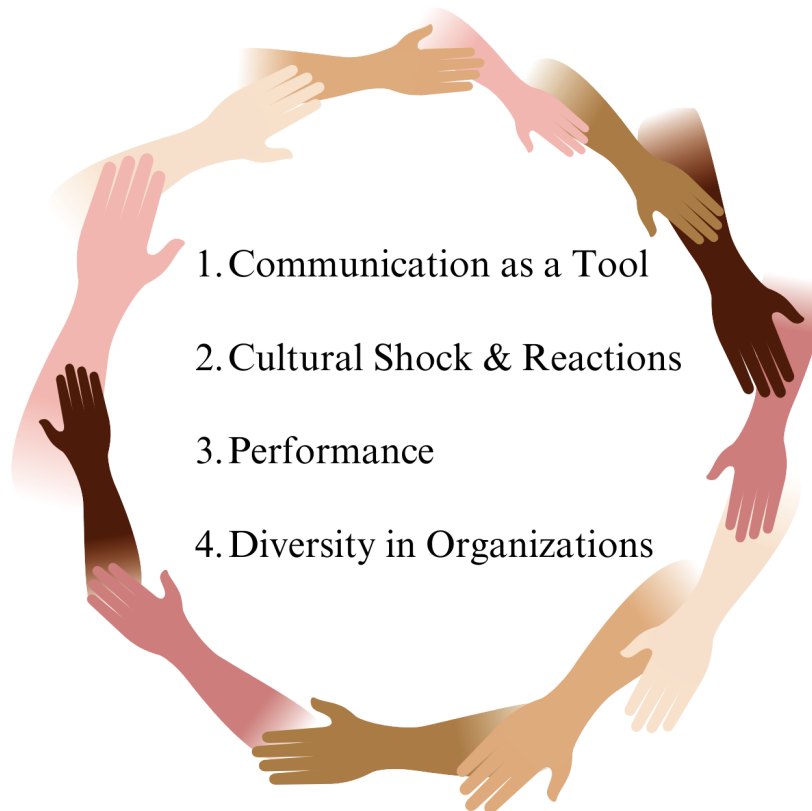 1. Communication as a Tool
2. Cultural Shock & Reactions
3. Performance
4. Diversity in Organizations